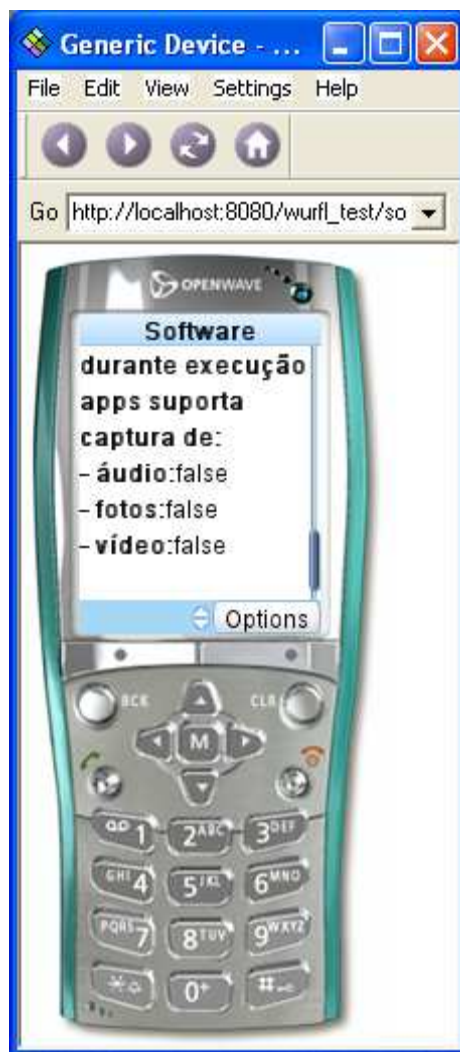 Generic Device - ...
File Edit View Settings Help
Go http://localhost:8080/wurfl_test/so
OPENWAVE
Software
durante execução
apps suporta
captura de:
- áudio:false
- fotos:false
- vídeo:false
Options
BCK CLR
M
1 2ABC 3DEF
GHI4 5JKL 6MNO
PQRS7 8TUV 9WXYZ
* 0+ #